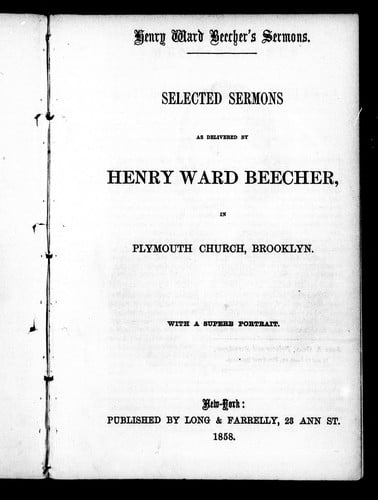 Henry Ward Beecher's Sermons.
SELECTED SERMONS
AS DELIVERED BY
HENRY WARD BEECHER,
IN
PLYMOUTH CHURCH, BROOKLYN.
WITH A SUPERB PORTRAIT.
New-York:
PUBLISHED BY LONG & FARRELLY, 23 ANN ST.
1858.